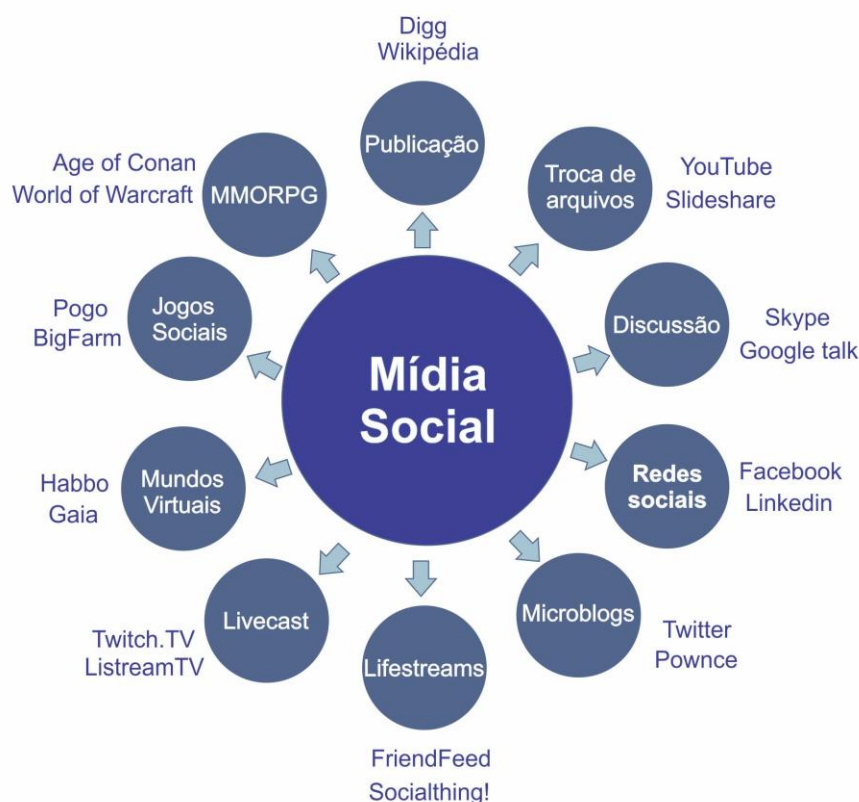 Digg
Wikipédia
Publicação
Troca de
arquivos
YouTube
Slideshare
Discussão
Skype
Google talk
Redes
sociais
Facebook
Linkedin
Microblogs
Twitter
Pownce
Lifestreams
FriendFeed
Socialthing!
Livecast
Twitch.TV
ListreamTV
Mundos
Virtuais
Habbo
Gaia
Jogos
Sociais
Pogo
BigFarm
MMORPG
Age of Conan
World of Warcraft
Mídia
Social